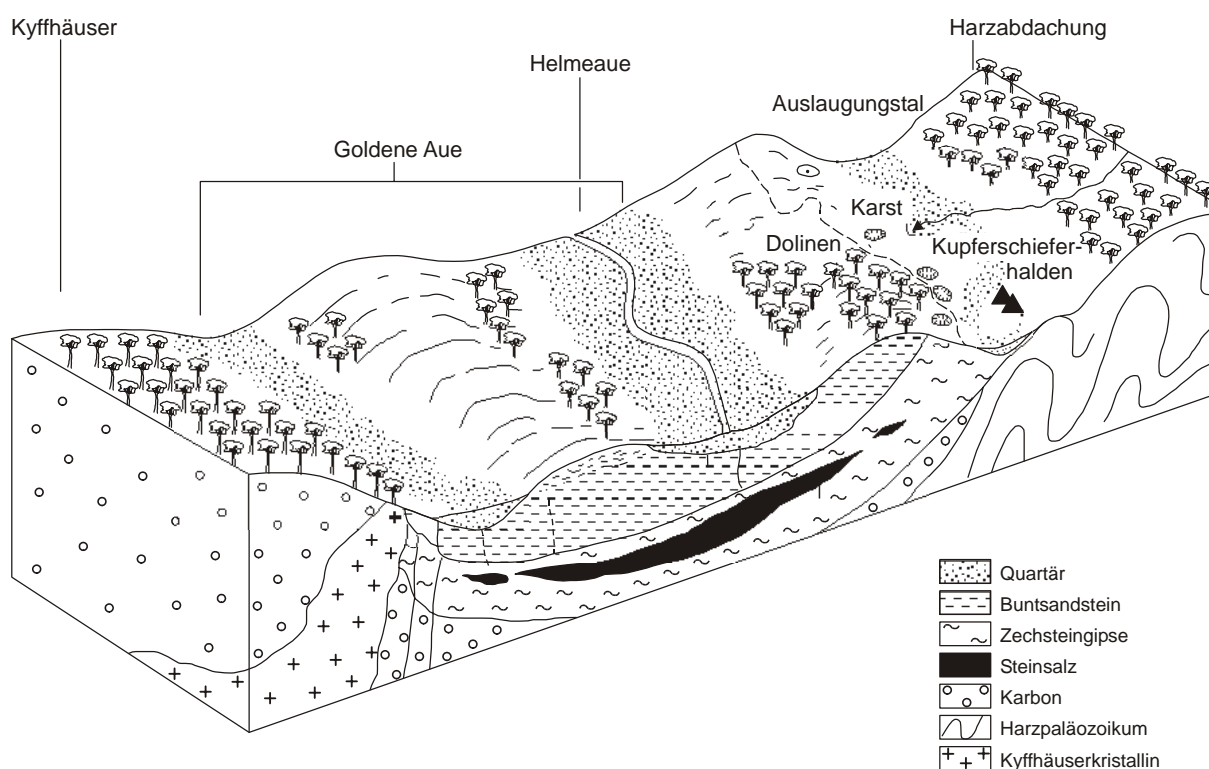 Kyffhäuser
Harzabdachung
Helmeaue
Auslaugungstal
Goldene Aue
Karst
Dolinen
Kupferschiefer-
halden
Quartär
Buntsandstein
Zechsteingipse
Steinsalz
Karbon
Harzpaläozoikum
Kyffhäuserkristallin